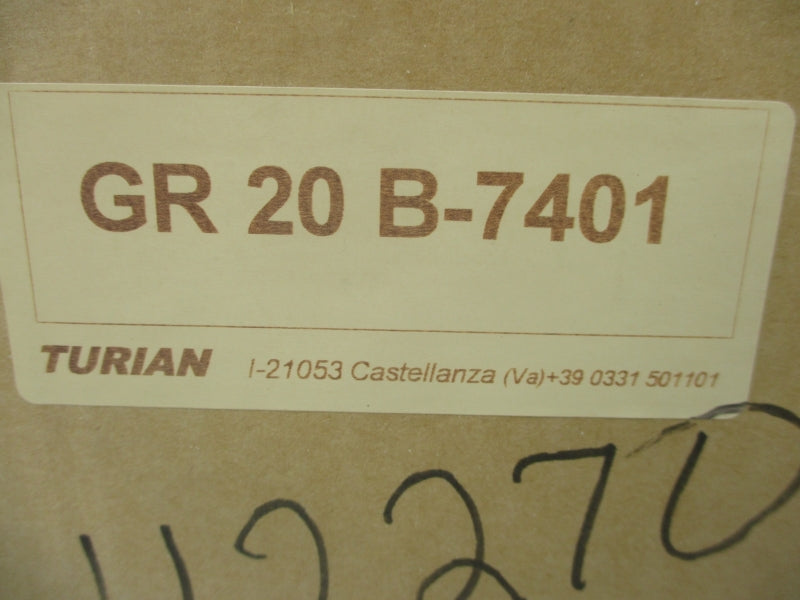 GR 20 B-7401
TURIAN I-21053 Castellanza (Va)+39 0331 501101